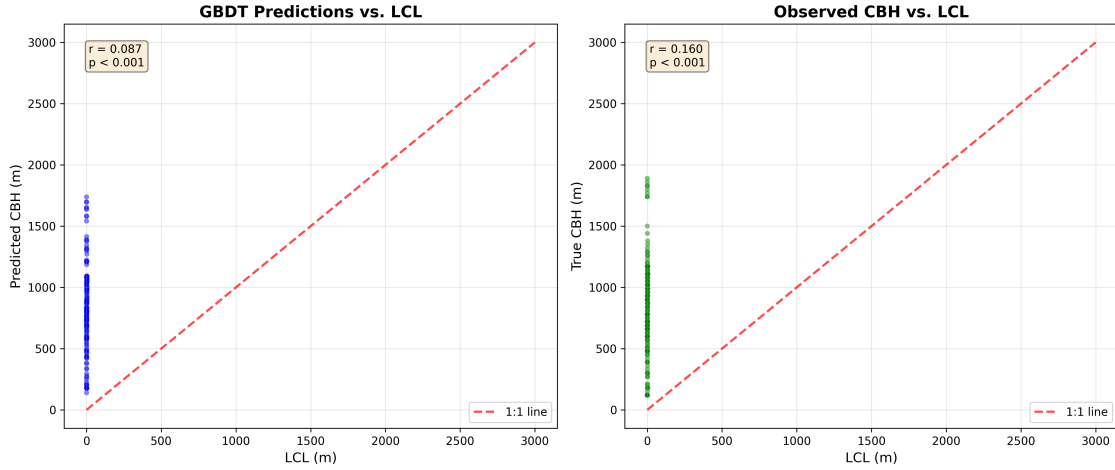 GBDT Predictions vs. LCL
r = 0.087
p < 0.001
3000
2500
2000
1500
1000
500
0
Predicted CBH (m)
0 500 1000 1500 2000 2500 3000
LCL (m)
1:1 line
Observed CBH vs. LCL
r = 0.160
p < 0.001
3000
2500
2000
1500
1000
500
0
True CBH (m)
0 500 1000 1500 2000 2500 3000
LCL (m)
1:1 line